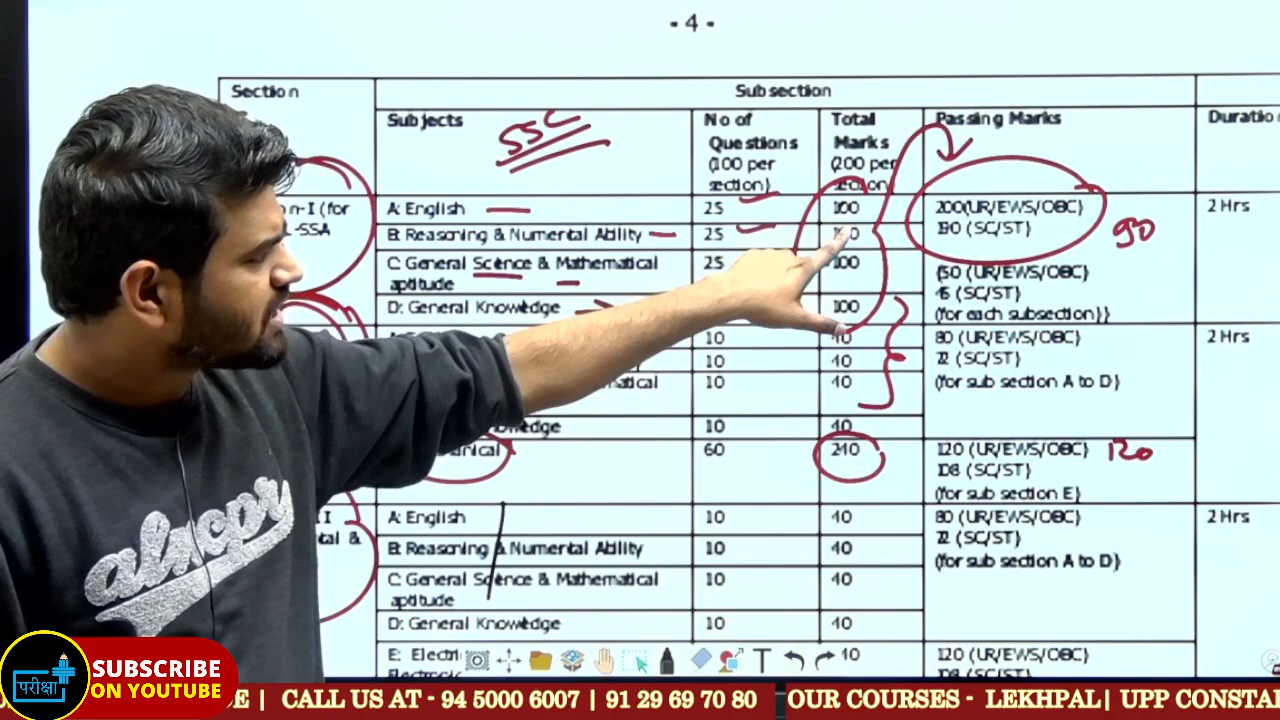 - 4 -
Section
Subsection
Subjects
SSC
No of Questions (100 per section)
Total Marks (200 per section)
Passing Marks
Duration
n-I (for
L-SSA
A: English 25 100 200(UR/EWS/OBC) 2 Hrs
B: Reasoning & Numerical Ability 25 190 (SC/ST)
90
C: General Science & Mathematical aptitude 25 100 (50 (UR/EWS/OBC)
45 (SC/ST)
D: General Knowledge 100 (for each subsection))
10 40 80 (UR/EWS/OBC) 2 Hrs
10 40 72 (SC/ST)
10 40 (for sub section A to D)
10 40
60 240 120 (UR/EWS/OBC) 120
108 (SC/ST)
(for sub section E)
A: English 10 40 80 (UR/EWS/OBC) 2 Hrs
B: Reasoning & Numerical Ability 10 40 72 (SC/ST)
(for sub section A to D)
C: General Science & Mathematical aptitude 10 40
D: General Knowledge 10 40
E: Electri 120 (UR/EWS/OBC)
alxcpr
परीक्षा
SUBSCRIBE
ON YOUTUBE
E | CALL US AT - 94 5000 6007 | 91 29 69 70 80 | OUR COURSES - LEKHPAL| UPP CONSTA